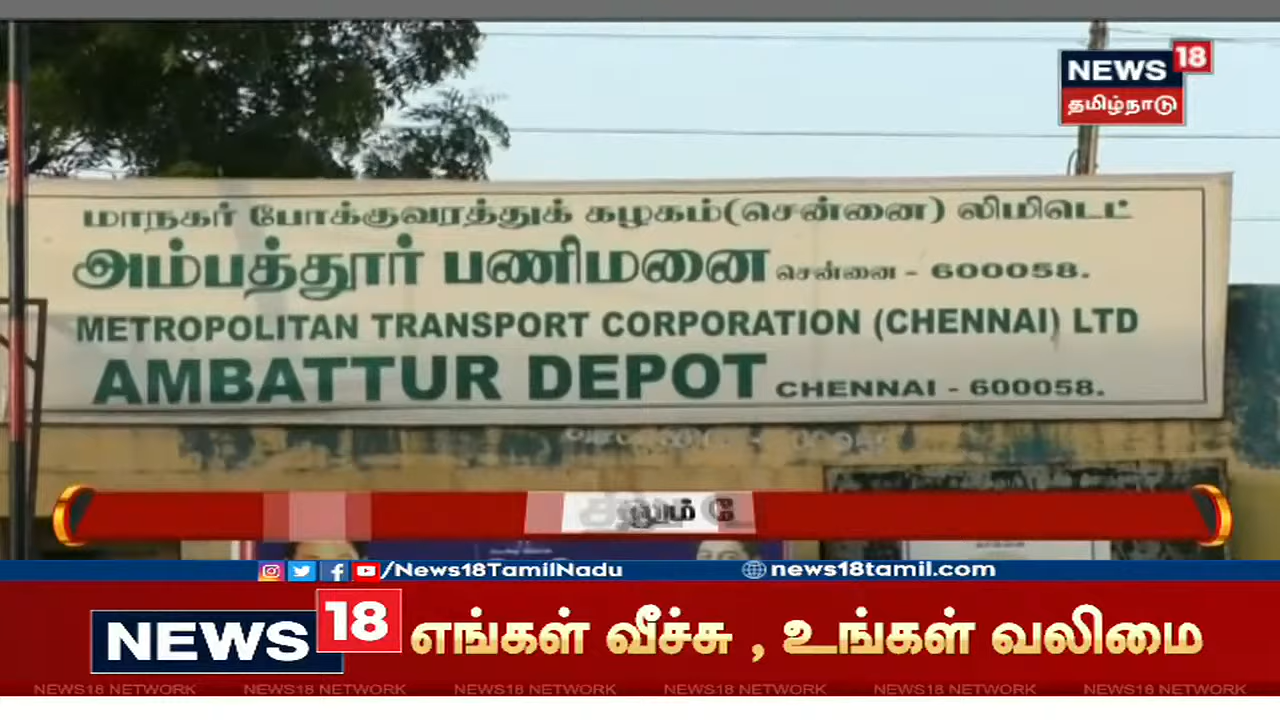 NEWS 18
தமிழ்நாடு
மாநகர் போக்குவரத்துக் கழகம்(சென்னை) லிமிடெட்
அம்பத்தூர் பணிமனை சென்னை - 600058.
METROPOLITAN TRANSPORT CORPORATION (CHENNAI) LTD
AMBATTUR DEPOT CHENNAI - 600058.
/News18TamilNadu news18tamil.com
NEWS 18 எங்கள் வீச்சு , உங்கள் வலிமை
NEWS18 NETWORK NEWS18 NETWORK NEWS18 NETWORK NEWS18 NETWORK NEWS18 NETWORK NEWS18 NETWORK